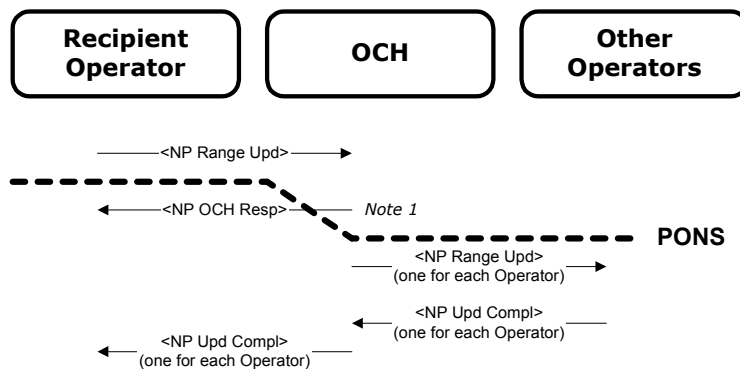 Recipient
Operator
OCH
Other
Operators
<NP Range Upd>
<NP OCH Resp>
Note 1
PONS
<NP Range Upd>
(one for each Operator)
<NP Upd Compl>
(one for each Operator)
<NP Upd Compl>
(one for each Operator)